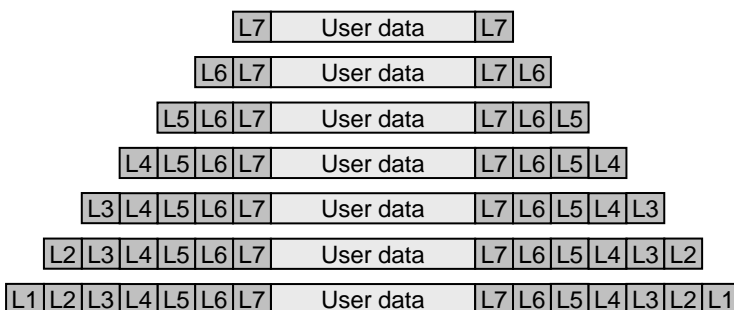 L7 User data L7
L6 L7 User data L7 L6
L5 L6 L7 User data L7 L6 L5
L4 L5 L6 L7 User data L7 L6 L5 L4
L3 L4 L5 L6 L7 User data L7 L6 L5 L4 L3
L2 L3 L4 L5 L6 L7 User data L7 L6 L5 L4 L3 L2
L1 L2 L3 L4 L5 L6 L7 User data L7 L6 L5 L4 L3 L2 L1